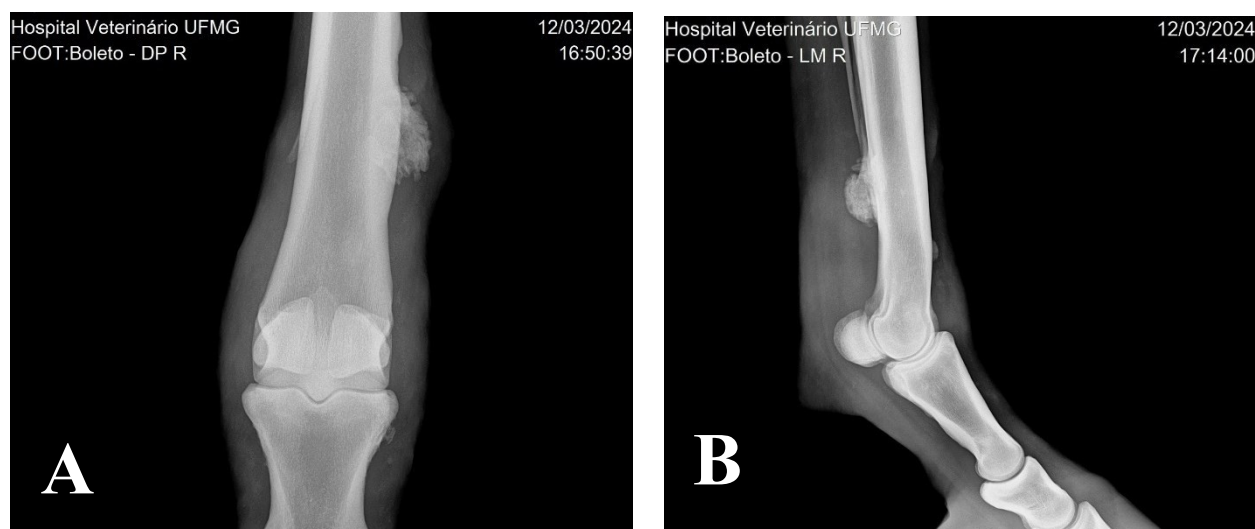 Hospital Veterinário UFMG 12/03/2024
FOOT:Boleto - DP R 16:50:39
A
Hospital Veterinário UFMG 12/03/2024
FOOT:Boleto - LM R 17:14:00
B